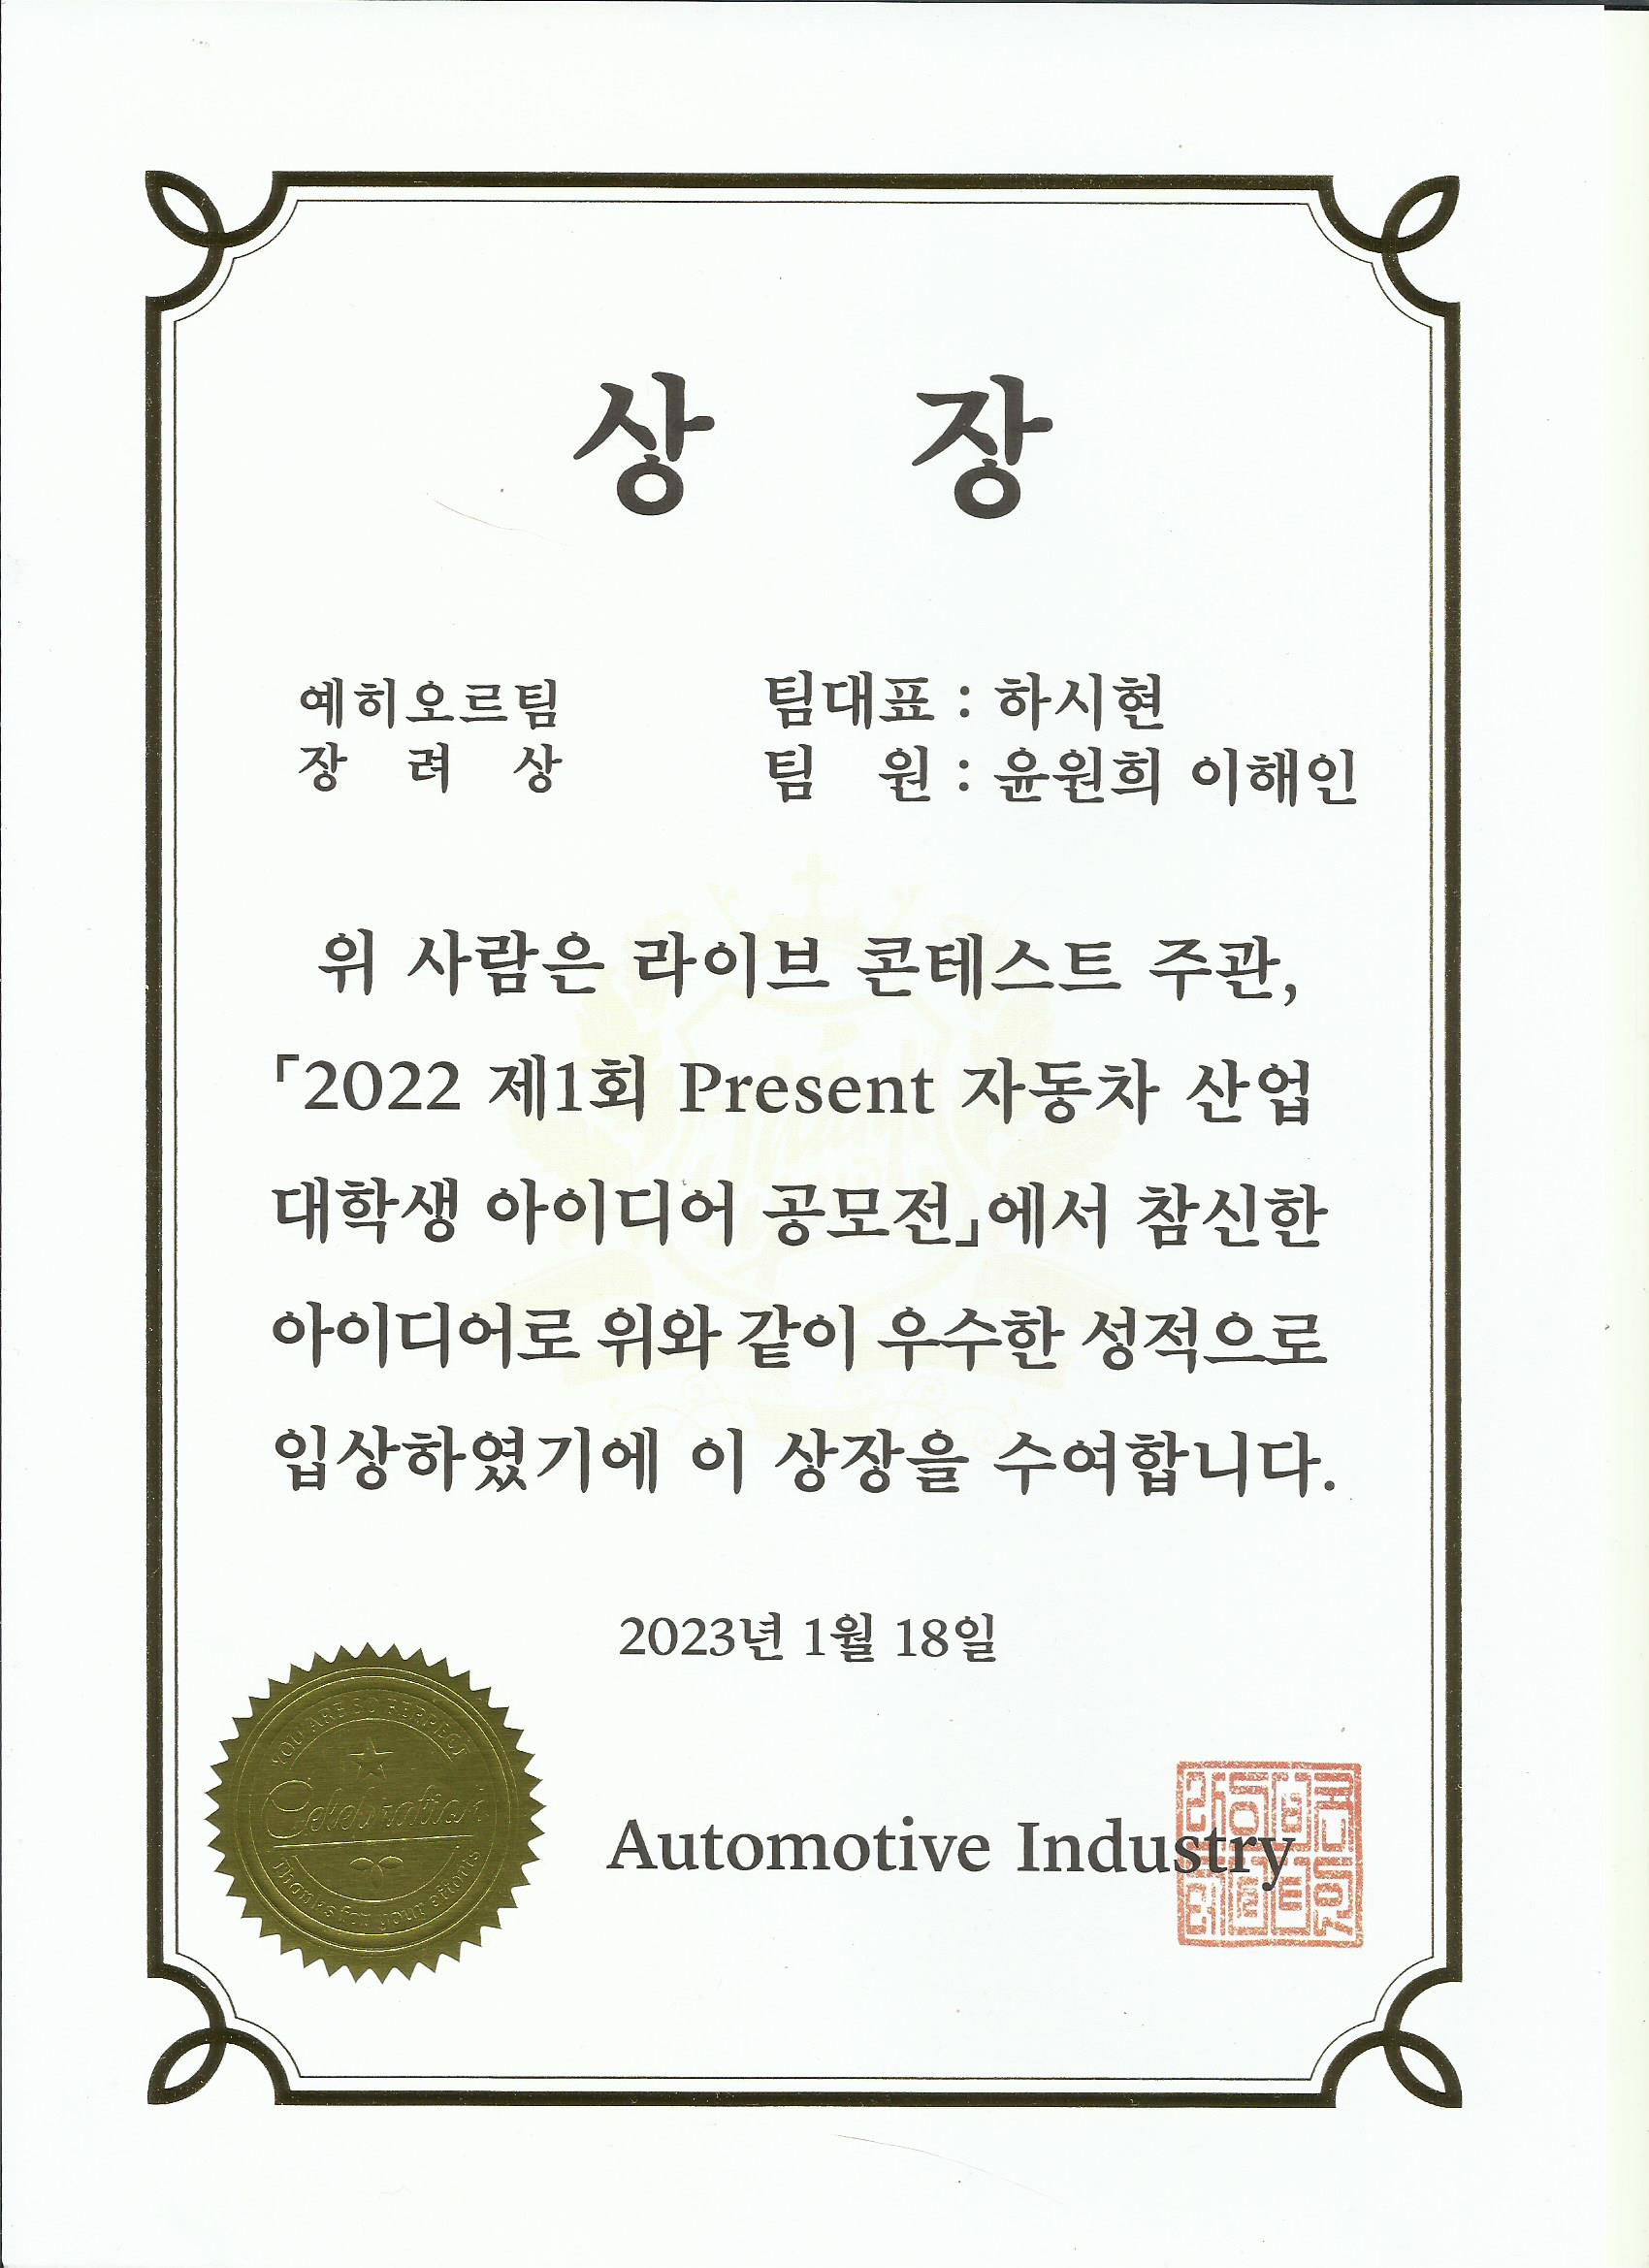 상 장
예히오르팀
장 려 상
팀대표 : 하시현
팀 원 : 윤원희 이해인
위 사람은 라이브 콘테스트 주관,
「2022 제1회 Present 자동차 산업
대학생 아이디어 공모전」에서 참신한
아이디어로 위와 같이 우수한 성적으로
입상하였기에 이 상장을 수여합니다.
2023년 1월 18일
YOU ARE SO PERFECT
Celebration
Thanks for your efforts
Automotive Industry